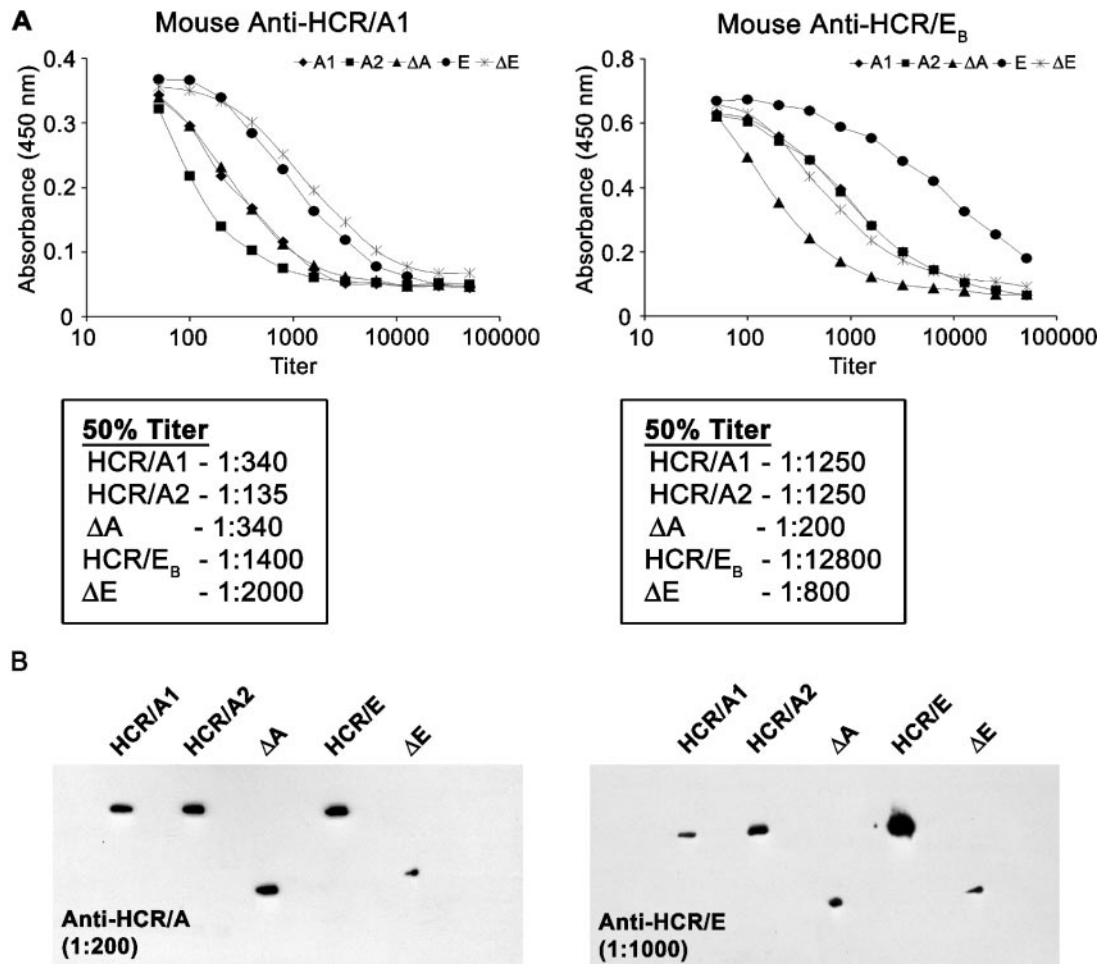 A
Mouse Anti-HCR/A1
A1 A2 ΔA E ΔE
Absorbance (450 nm)
0.4
0.3
0.2
0.1
0
10 100 1000 10000 100000
Titer
50% Titer
HCR/A1 - 1:340
HCR/A2 - 1:135
ΔA - 1:340
HCR/E_B - 1:1400
ΔE - 1:2000
Mouse Anti-HCR/E_B
A1 A2 ΔA E ΔE
Absorbance (450 nm)
0.8
0.6
0.4
0.2
0
10 100 1000 10000 100000
Titer
50% Titer
HCR/A1 - 1:1250
HCR/A2 - 1:1250
ΔA - 1:200
HCR/E_B - 1:12800
ΔE - 1:800
B
HCR/A1 HCR/A2 ΔA HCR/E ΔE
Anti-HCR/A
(1:200)
HCR/A1 HCR/A2 ΔA HCR/E ΔE
Anti-HCR/E
(1:1000)